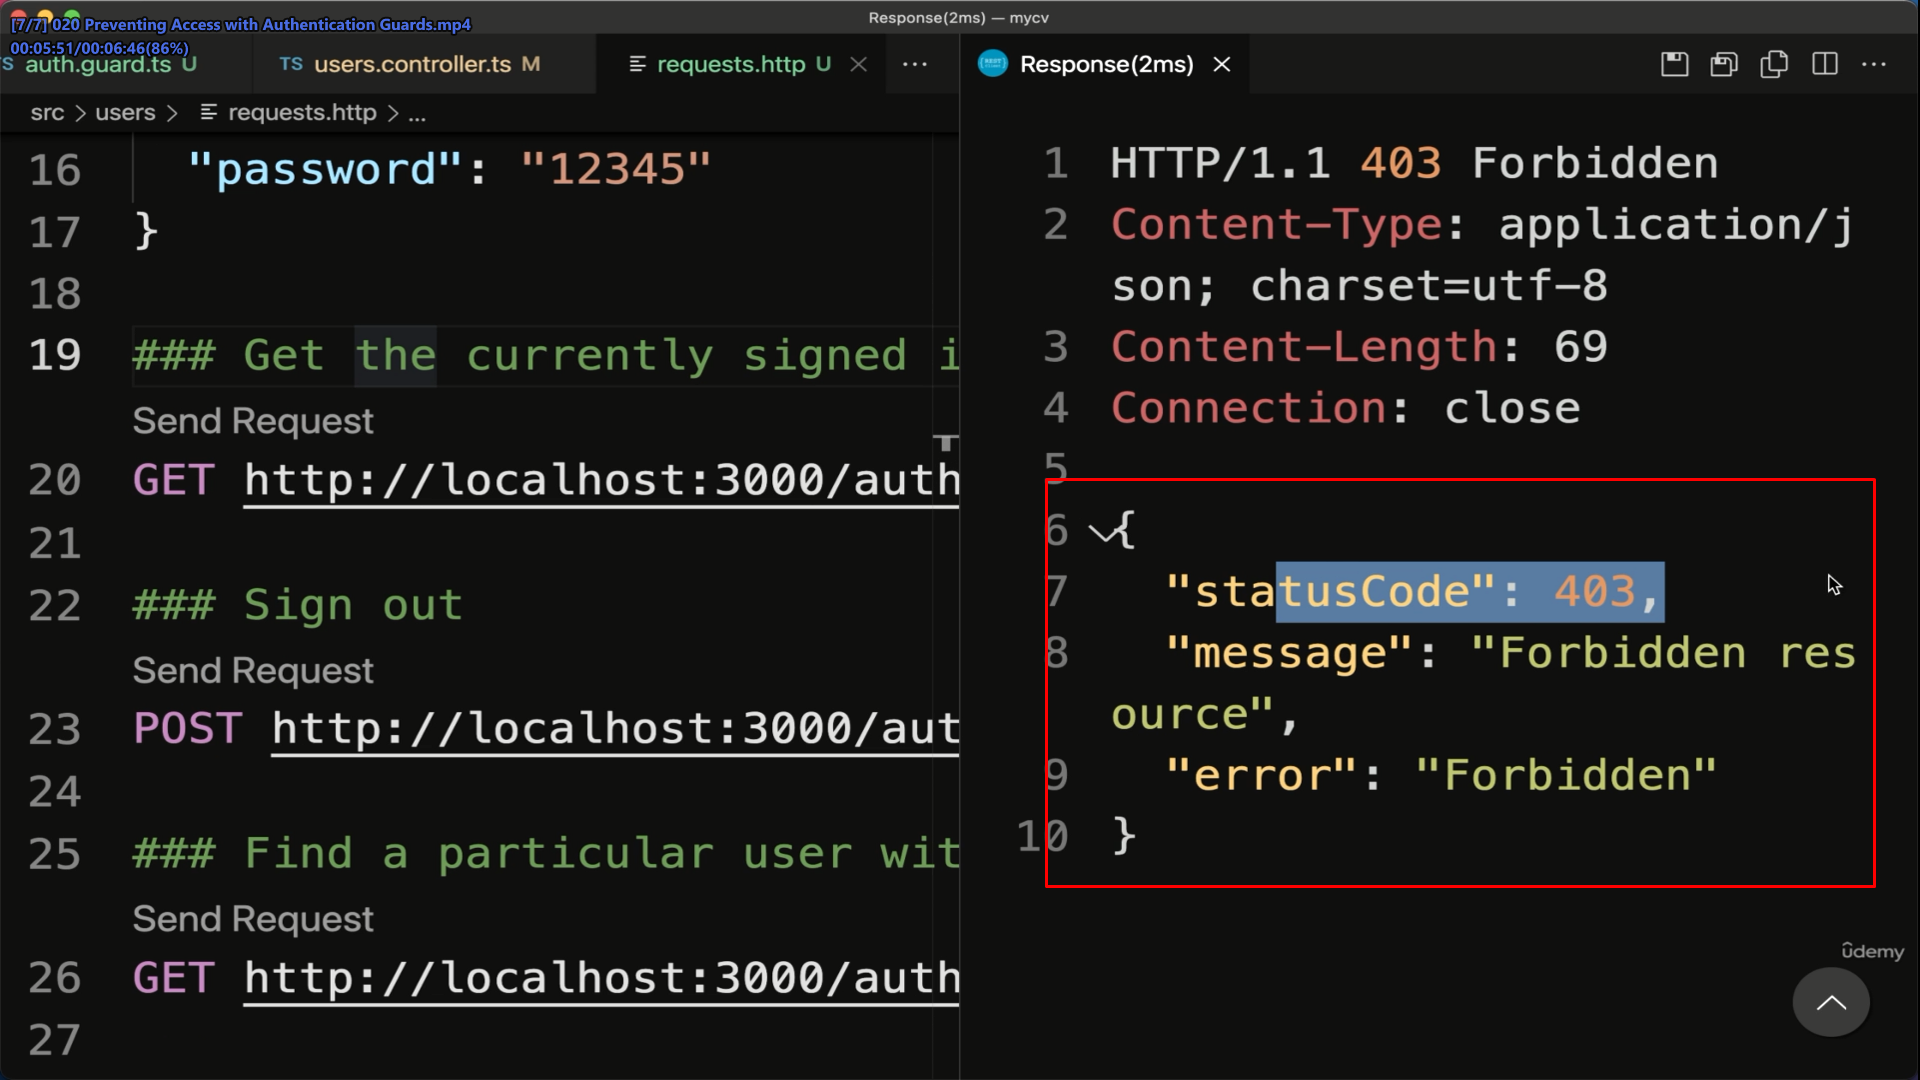 Response(2ms) — mycv
[7/7] 020 Preventing Access with Authentication Guards.mp4
00:05:51/00:06:46(86%)
auth.guard.ts U
TS users.controller.ts M
requests.http U
Response(2ms)
src > users > requests.http > ...
16 "password": "12345"
17 }
18
19 ### Get the currently signed i
Send Request
20 GET http://localhost:3000/auth
21
22 ### Sign out
Send Request
23 POST http://localhost:3000/aut
24
25 ### Find a particular user wit
Send Request
26 GET http://localhost:3000/auth
27
1 HTTP/1.1 403 Forbidden
2 Content-Type: application/j
son; charset=utf-8
3 Content-Length: 69
4 Connection: close
5
6 {
7 "statusCode": 403,
8 "message": "Forbidden res
ource",
9 "error": "Forbidden"
10 }
ûdemy